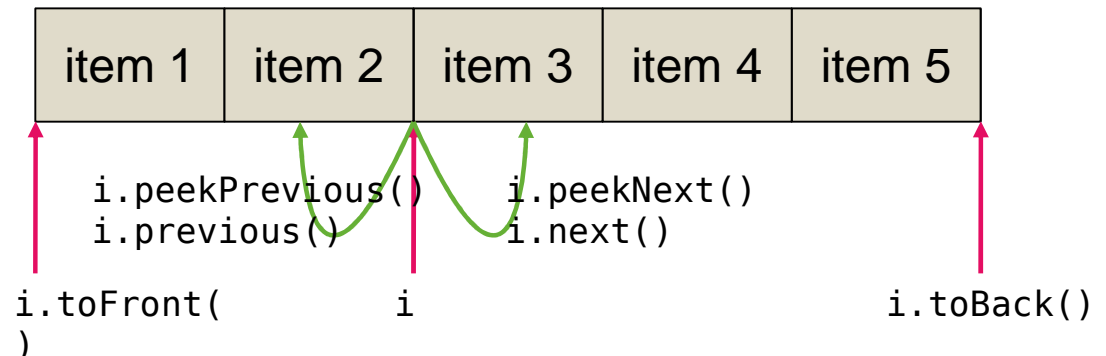 item 1 item 2 item 3 item 4 item 5
i.peekPrevious() i.peekNext()
i.previous() i.next()
i.toFront( i i.toBack()
)